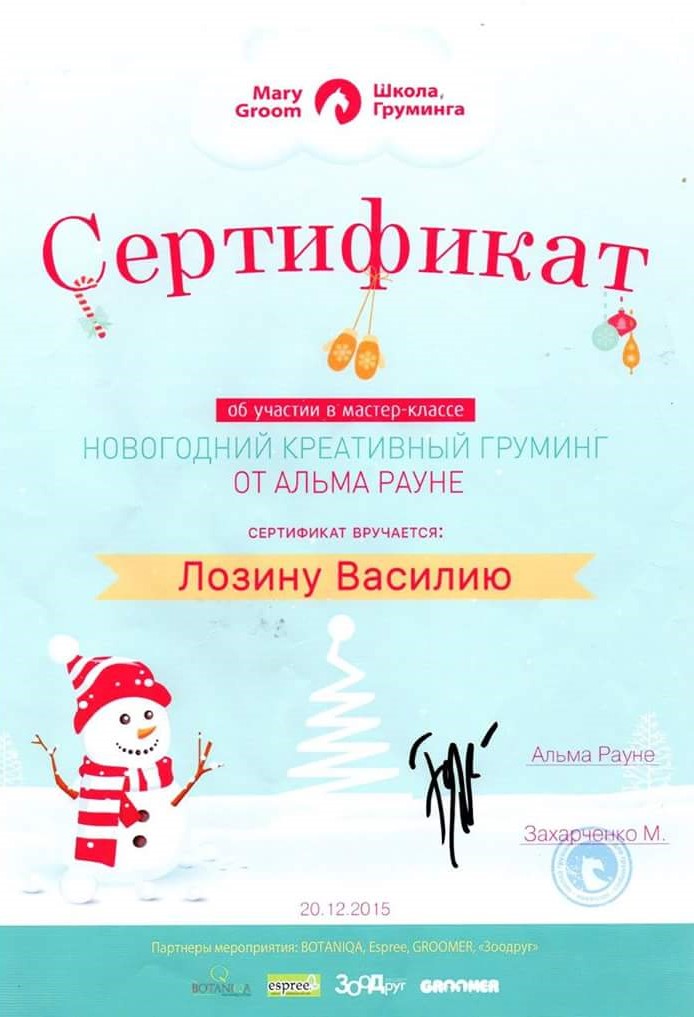 Mary Groom
Школа Груминга
Сертификат
об участии в мастер-классе
НОВОГОДНИЙ КРЕАТИВНЫЙ ГРУМИНГ
ОТ АЛЬМА РАУНЕ
СЕРТИФИКАТ ВРУЧАЕТСЯ:
Лозину Василию
Альма Рауне
Захарченко М.
20.12.2015
Партнеры мероприятия: BOTANIQA, Espree, GROOMER, «Зоодруг»
BOTANIQA
espree
ЗООДруг
GROOMER